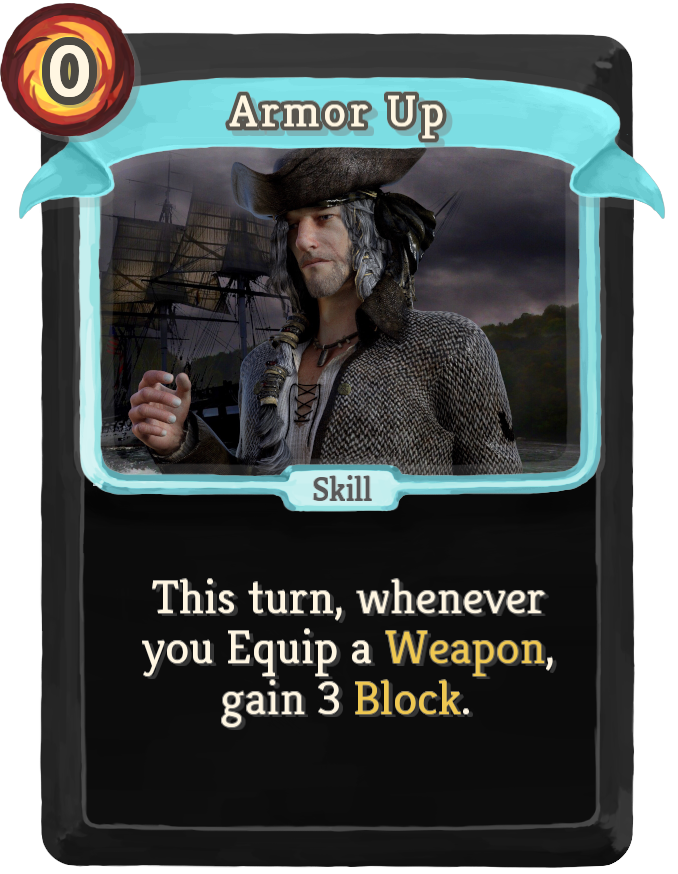 0
Armor Up
Skill
This turn, whenever
you Equip a Weapon,
gain 3 Block.